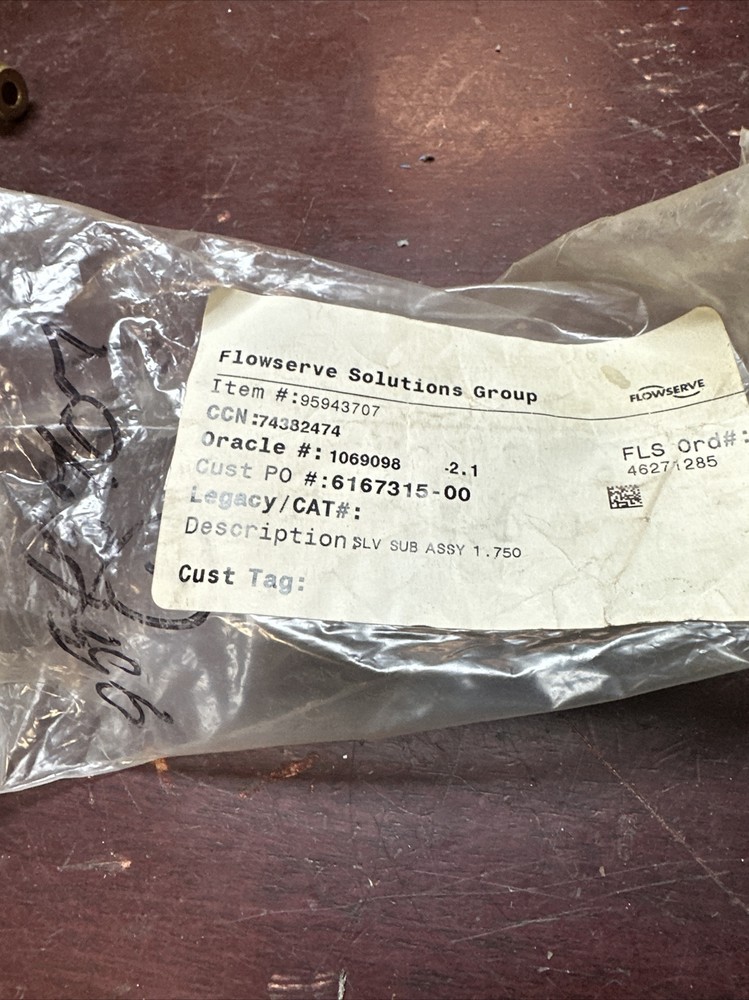 Flowserve Solutions Group
FLOWSERVE
Item #:95943707
CCN:74382474
Oracle #: 1069098 -2.1
FLS Ord#:
46271285
Cust PO #:6167315-00
Legacy/CAT#:
Description:SLV SUB ASSY 1.750
Cust Tag: